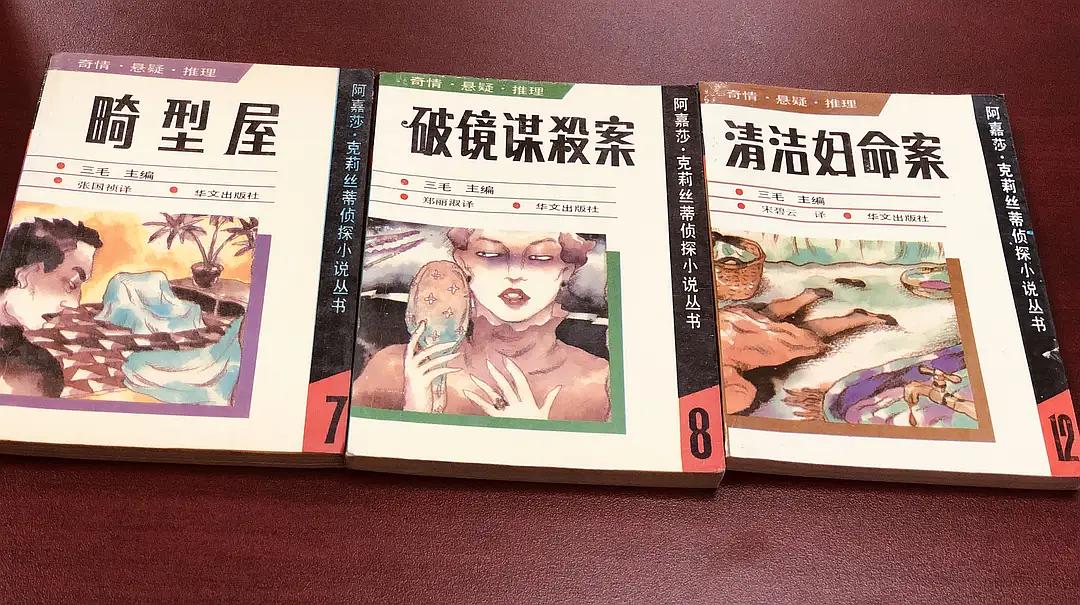 奇情·悬疑·推理
畸型屋
三毛 主编
张国祯译 华文出版社
阿嘉莎·克莉丝蒂侦探小说丛书
7
奇情·悬疑·推理
破镜谋殺案
三毛 主编
郑丽淑译 华文出版社
阿嘉莎·克莉丝蒂侦探小说丛书
8
奇情·悬疑·推理
清洁妇命案
三毛 主编
宋碧云 译 华文出版社
阿嘉莎·克莉丝蒂侦探小说丛书
12